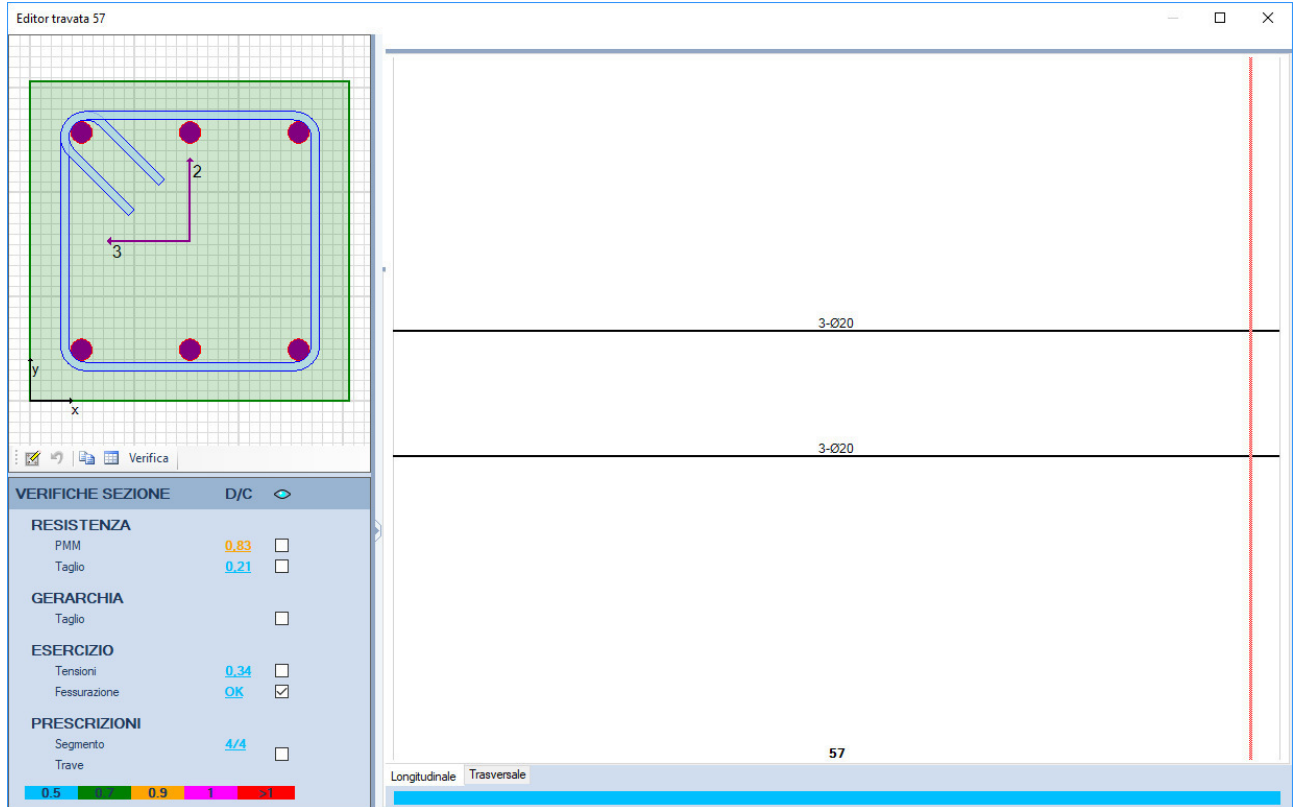 Editor travata 57
2
3
y
x
Verifica
VERIFICHE SEZIONE D/C
RESISTENZA
PMM 0,83
Taglio 0,21
GERARCHIA
Taglio
ESERCIZIO
Tensioni 0,34
Fessurazione OK
PRESCRIZIONI
Segmento 4/4
Trave
0.5 0.7 0.9 1 >1
3-Ø20
3-Ø20
57
Longitudinale Trasversale